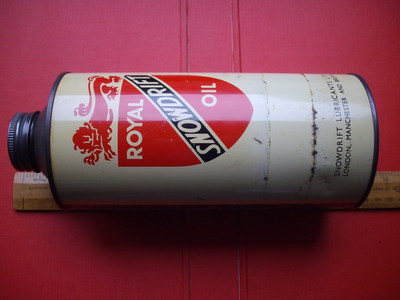 ROYAL
SNOWDRIFT
OIL
SNOWDRIFT LUBRICANTS
LONDON, MANCHESTER AND